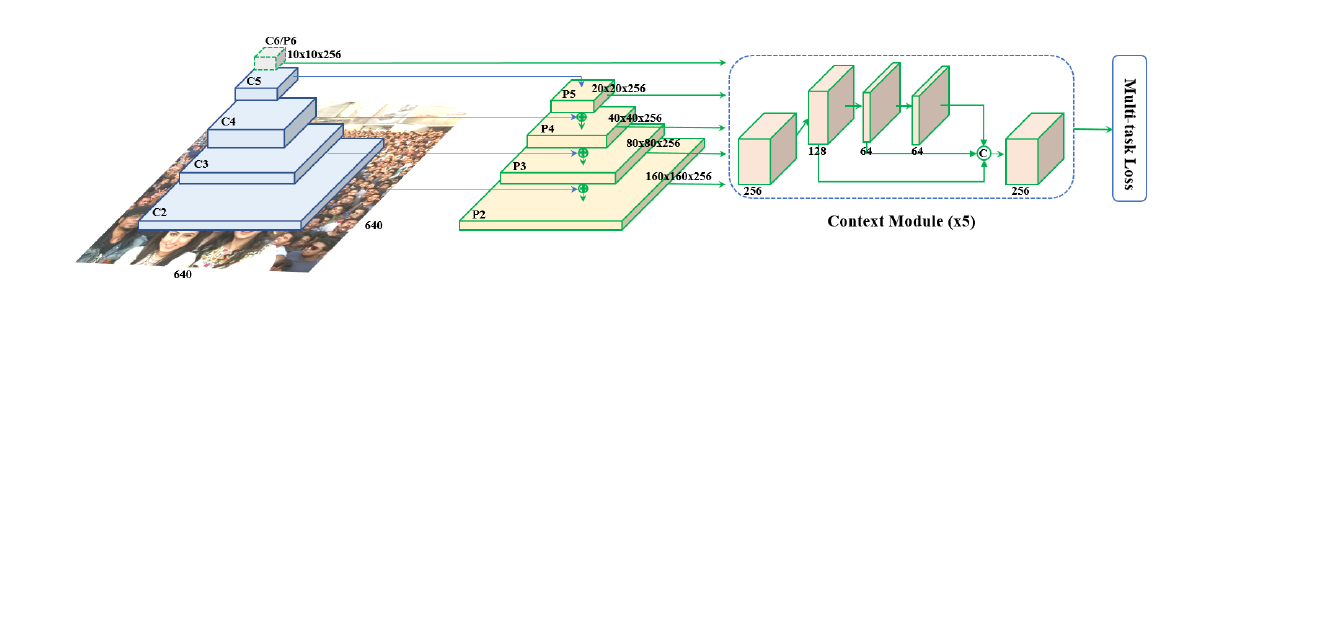 C6/P6
10x10x256
C5
C4
C3
C2
640
640
P5
20x20x256
P4
40x40x256
P3
80x80x256
P2
160x160x256
256
128
64
64
C
256
Context Module (x5)
Multi-task Loss